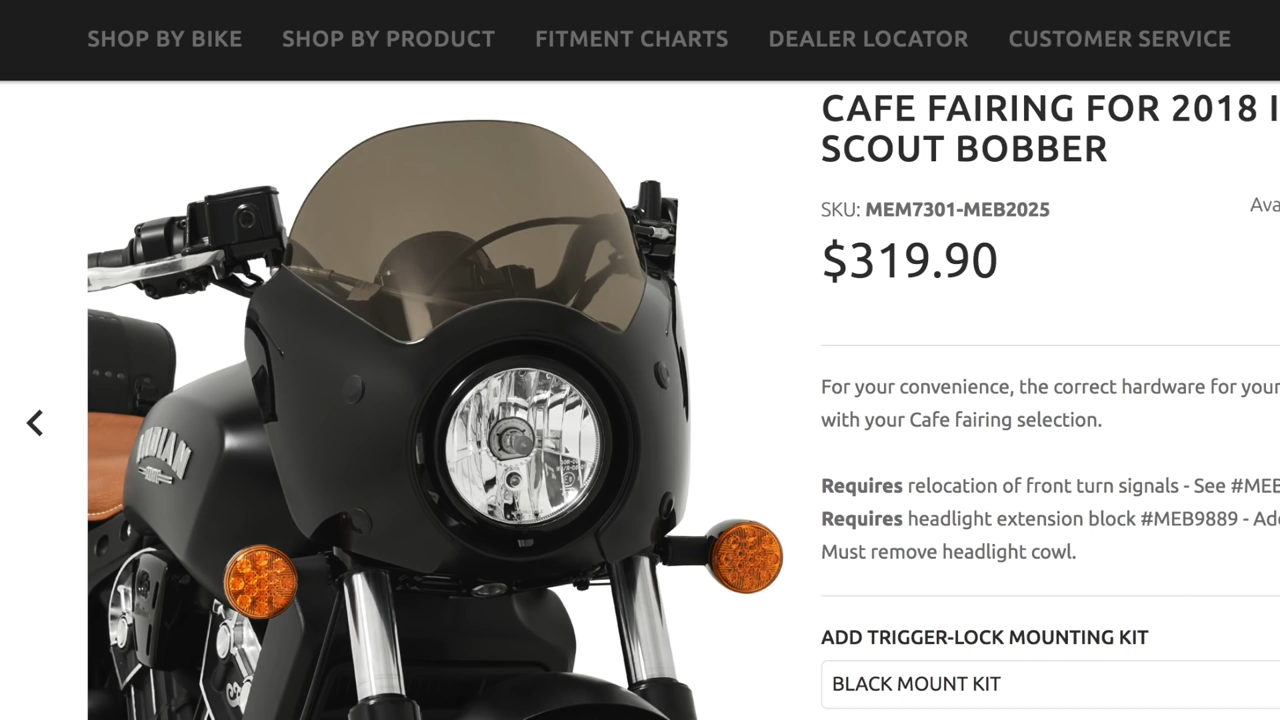 SHOP BY BIKE SHOP BY PRODUCT FITMENT CHARTS DEALER LOCATOR CUSTOMER SERVICE
CAFE FAIRING FOR 2018 I
SCOUT BOBBER
SKU: MEM7301-MEB2025 Ava
$319.90
For your convenience, the correct hardware for your
with your Cafe fairing selection.
Requires relocation of front turn signals - See #MEB
Requires headlight extension block #MEB9889 - Ad
Must remove headlight cowl.
ADD TRIGGER-LOCK MOUNTING KIT
BLACK MOUNT KIT
INDIAN